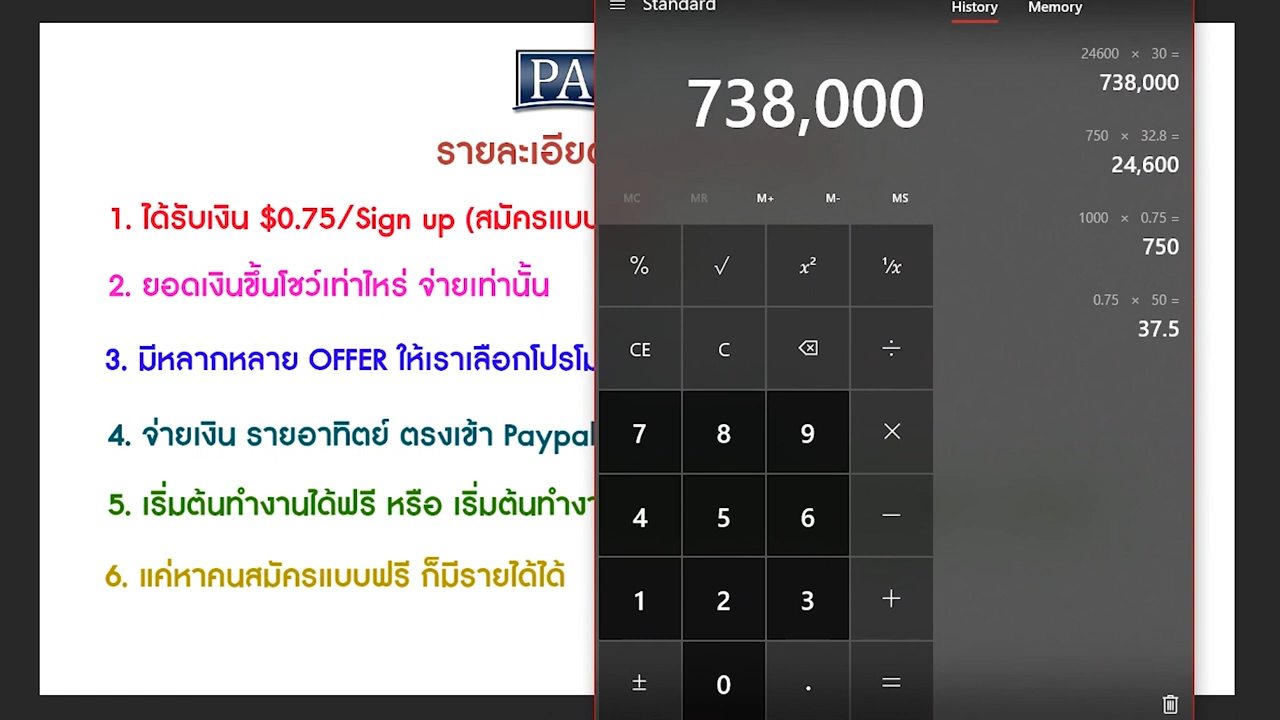 PA
รายละเอีย
1. ได้รับเงิน $0.75/Sign up (สมัครแบบ
2. ยอดเงินขึ้นโชว์เท่าไหร่ จ่ายเท่านั้น
3. มีหลากหลาย OFFER ให้เราเลือกโปรโม
4. จ่ายเงิน รายอาทิตย์ ตรงเข้า Paypal
5. เริ่มต้นทำงานได้ฟรี หรือ เริ่มต้นทำงา
6. แค่หาคนสมัครแบบฟรี ก็มีรายได้ได้
Standard
738,000
MC MR M+ M- MS
% √ x² ¹/x
CE C ⌫ ÷
7 8 9 ×
4 5 6 −
1 2 3 +
± 0 . =
History Memory
24600 × 30 =
738,000
750 × 32.8 =
24,600
1000 × 0.75 =
750
0.75 × 50 =
37.5